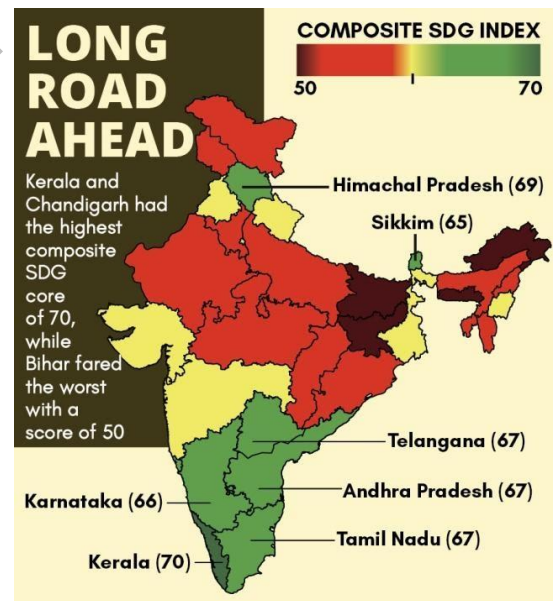 LONG
ROAD
AHEAD
Kerala and
Chandigarh had
the highest
composite
SDG
core
of 70,
while
Bihar fared
the worst
with a
score of 50
COMPOSITE SDG INDEX
50 70
Himachal Pradesh (69)
Sikkim (65)
Telangana (67)
Andhra Pradesh (67)
Karnataka (66)
Tamil Nadu (67)
Kerala (70)